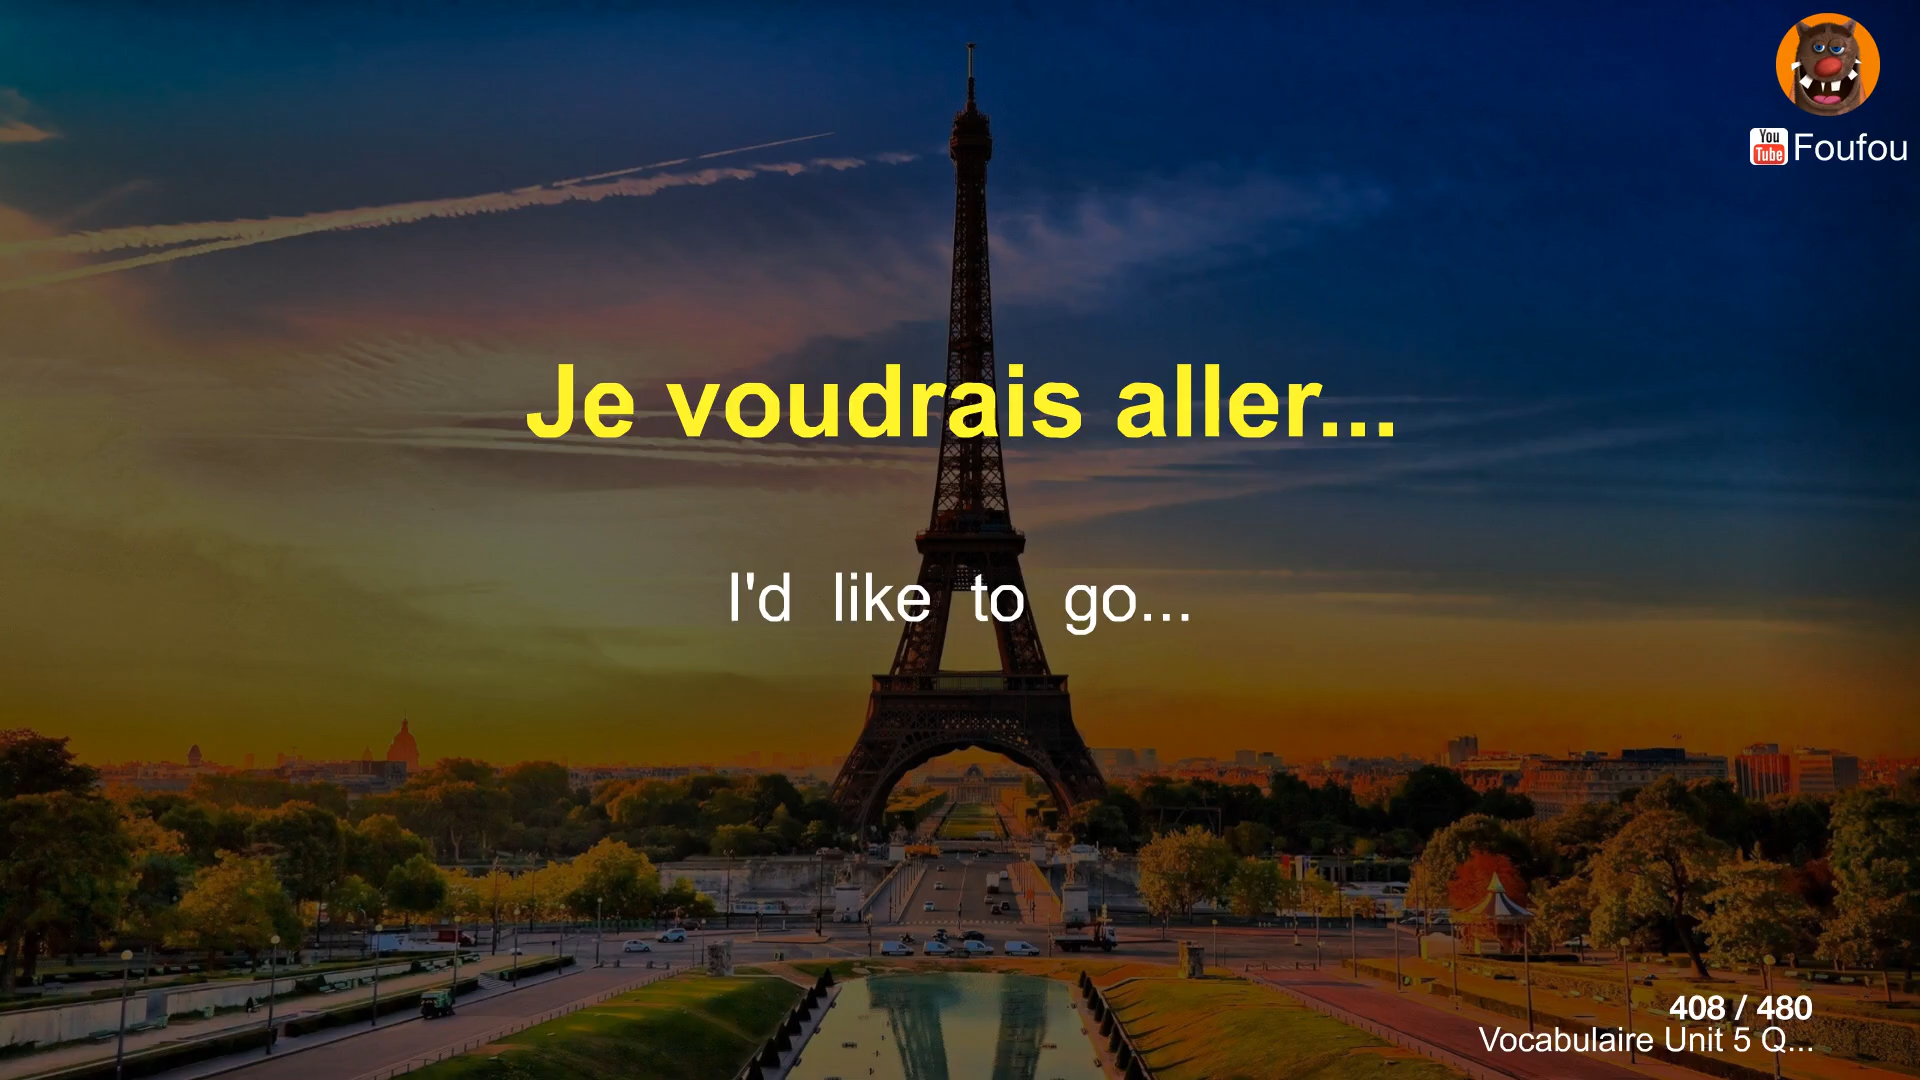 You
Tube
Foufou
Je voudrais aller...
I'd like to go...
408 / 480
Vocabulaire Unit 5 Q...